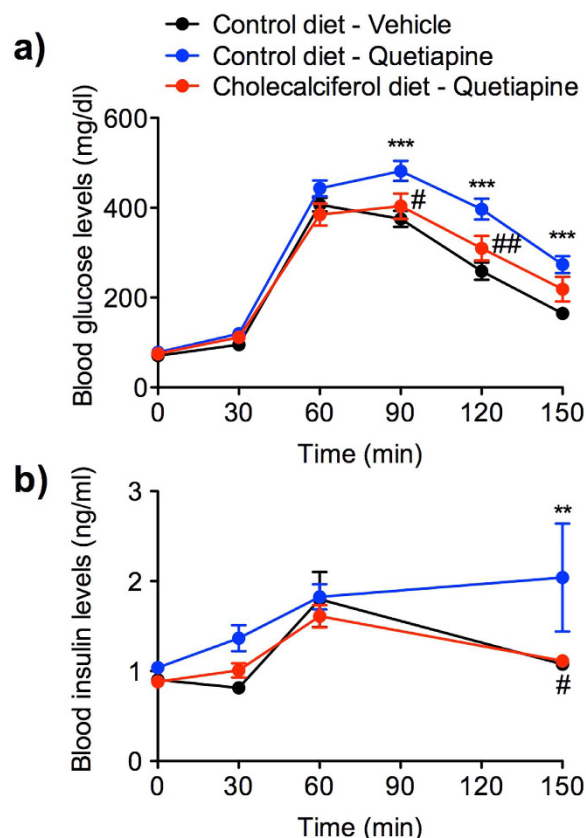 Control diet - Vehicle
Control diet - Quetiapine
Cholecalciferol diet - Quetiapine
a)
Blood glucose levels (mg/dl)
600
400
200
0
***
***
***
#
##
0 30 60 90 120 150
Time (min)
b)
Blood insulin levels (ng/ml)
3
2
1
0
**
#
0 30 60 90 120 150
Time (min)